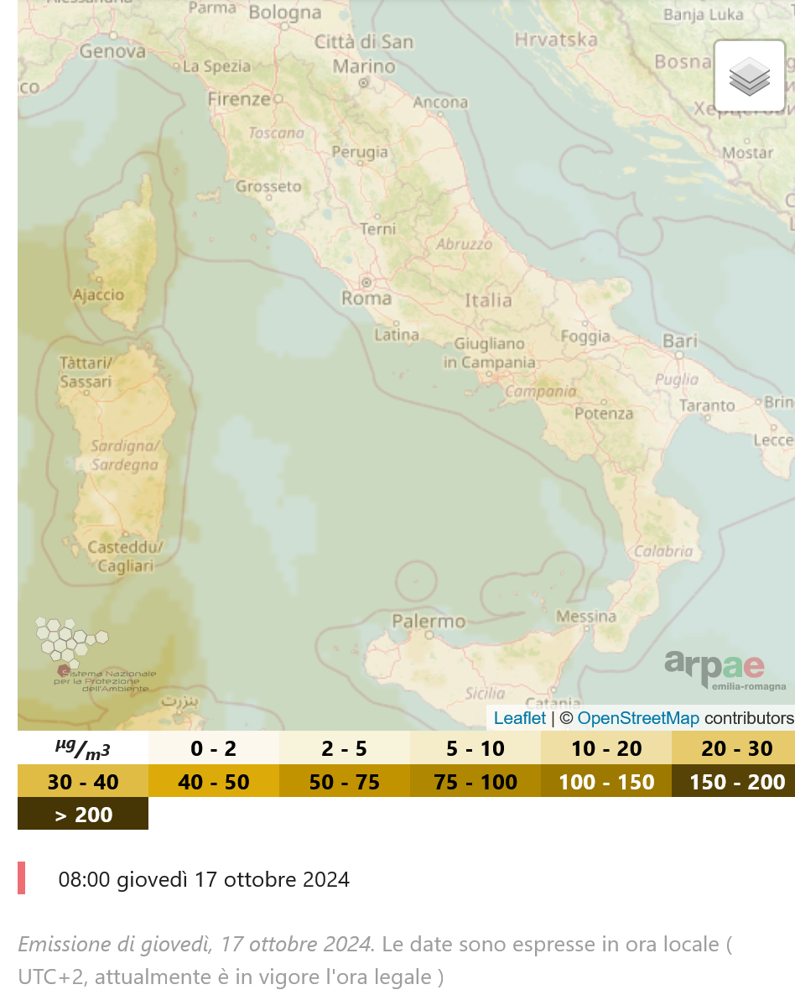 Parma
Bologna
Banja Luka
Genova
Città di San
Marino
Hrvatska
La Spezia
Bosna
co
Firenze
Ancona
Toscana
Perugia
Mostar
Grosseto
Terni
Abruzzo
Ajaccio
Roma
Italia
Latina
Giugliano
in Campania
Foggia
Bari
Tàttari/
Sassari
Campania
Puglia
Potenza
Taranto
Brin
Sardigna/
Sardegna
Lecce
Casteddu/
Cagliari
Calabria
Palermo
Messina
Sistema Nazionale
per la Protezione
dell'Ambiente
arpae
emilia-romagna
بنزرت
Sicilia
Catania
Leaflet | © OpenStreetMap contributors
µg/m3 0 - 2 2 - 5 5 - 10 10 - 20 20 - 30
30 - 40 40 - 50 50 - 75 75 - 100 100 - 150 150 - 200
> 200
08:00 giovedì 17 ottobre 2024
Emissione di giovedì, 17 ottobre 2024. Le date sono espresse in ora locale (
UTC+2, attualmente è in vigore l'ora legale )